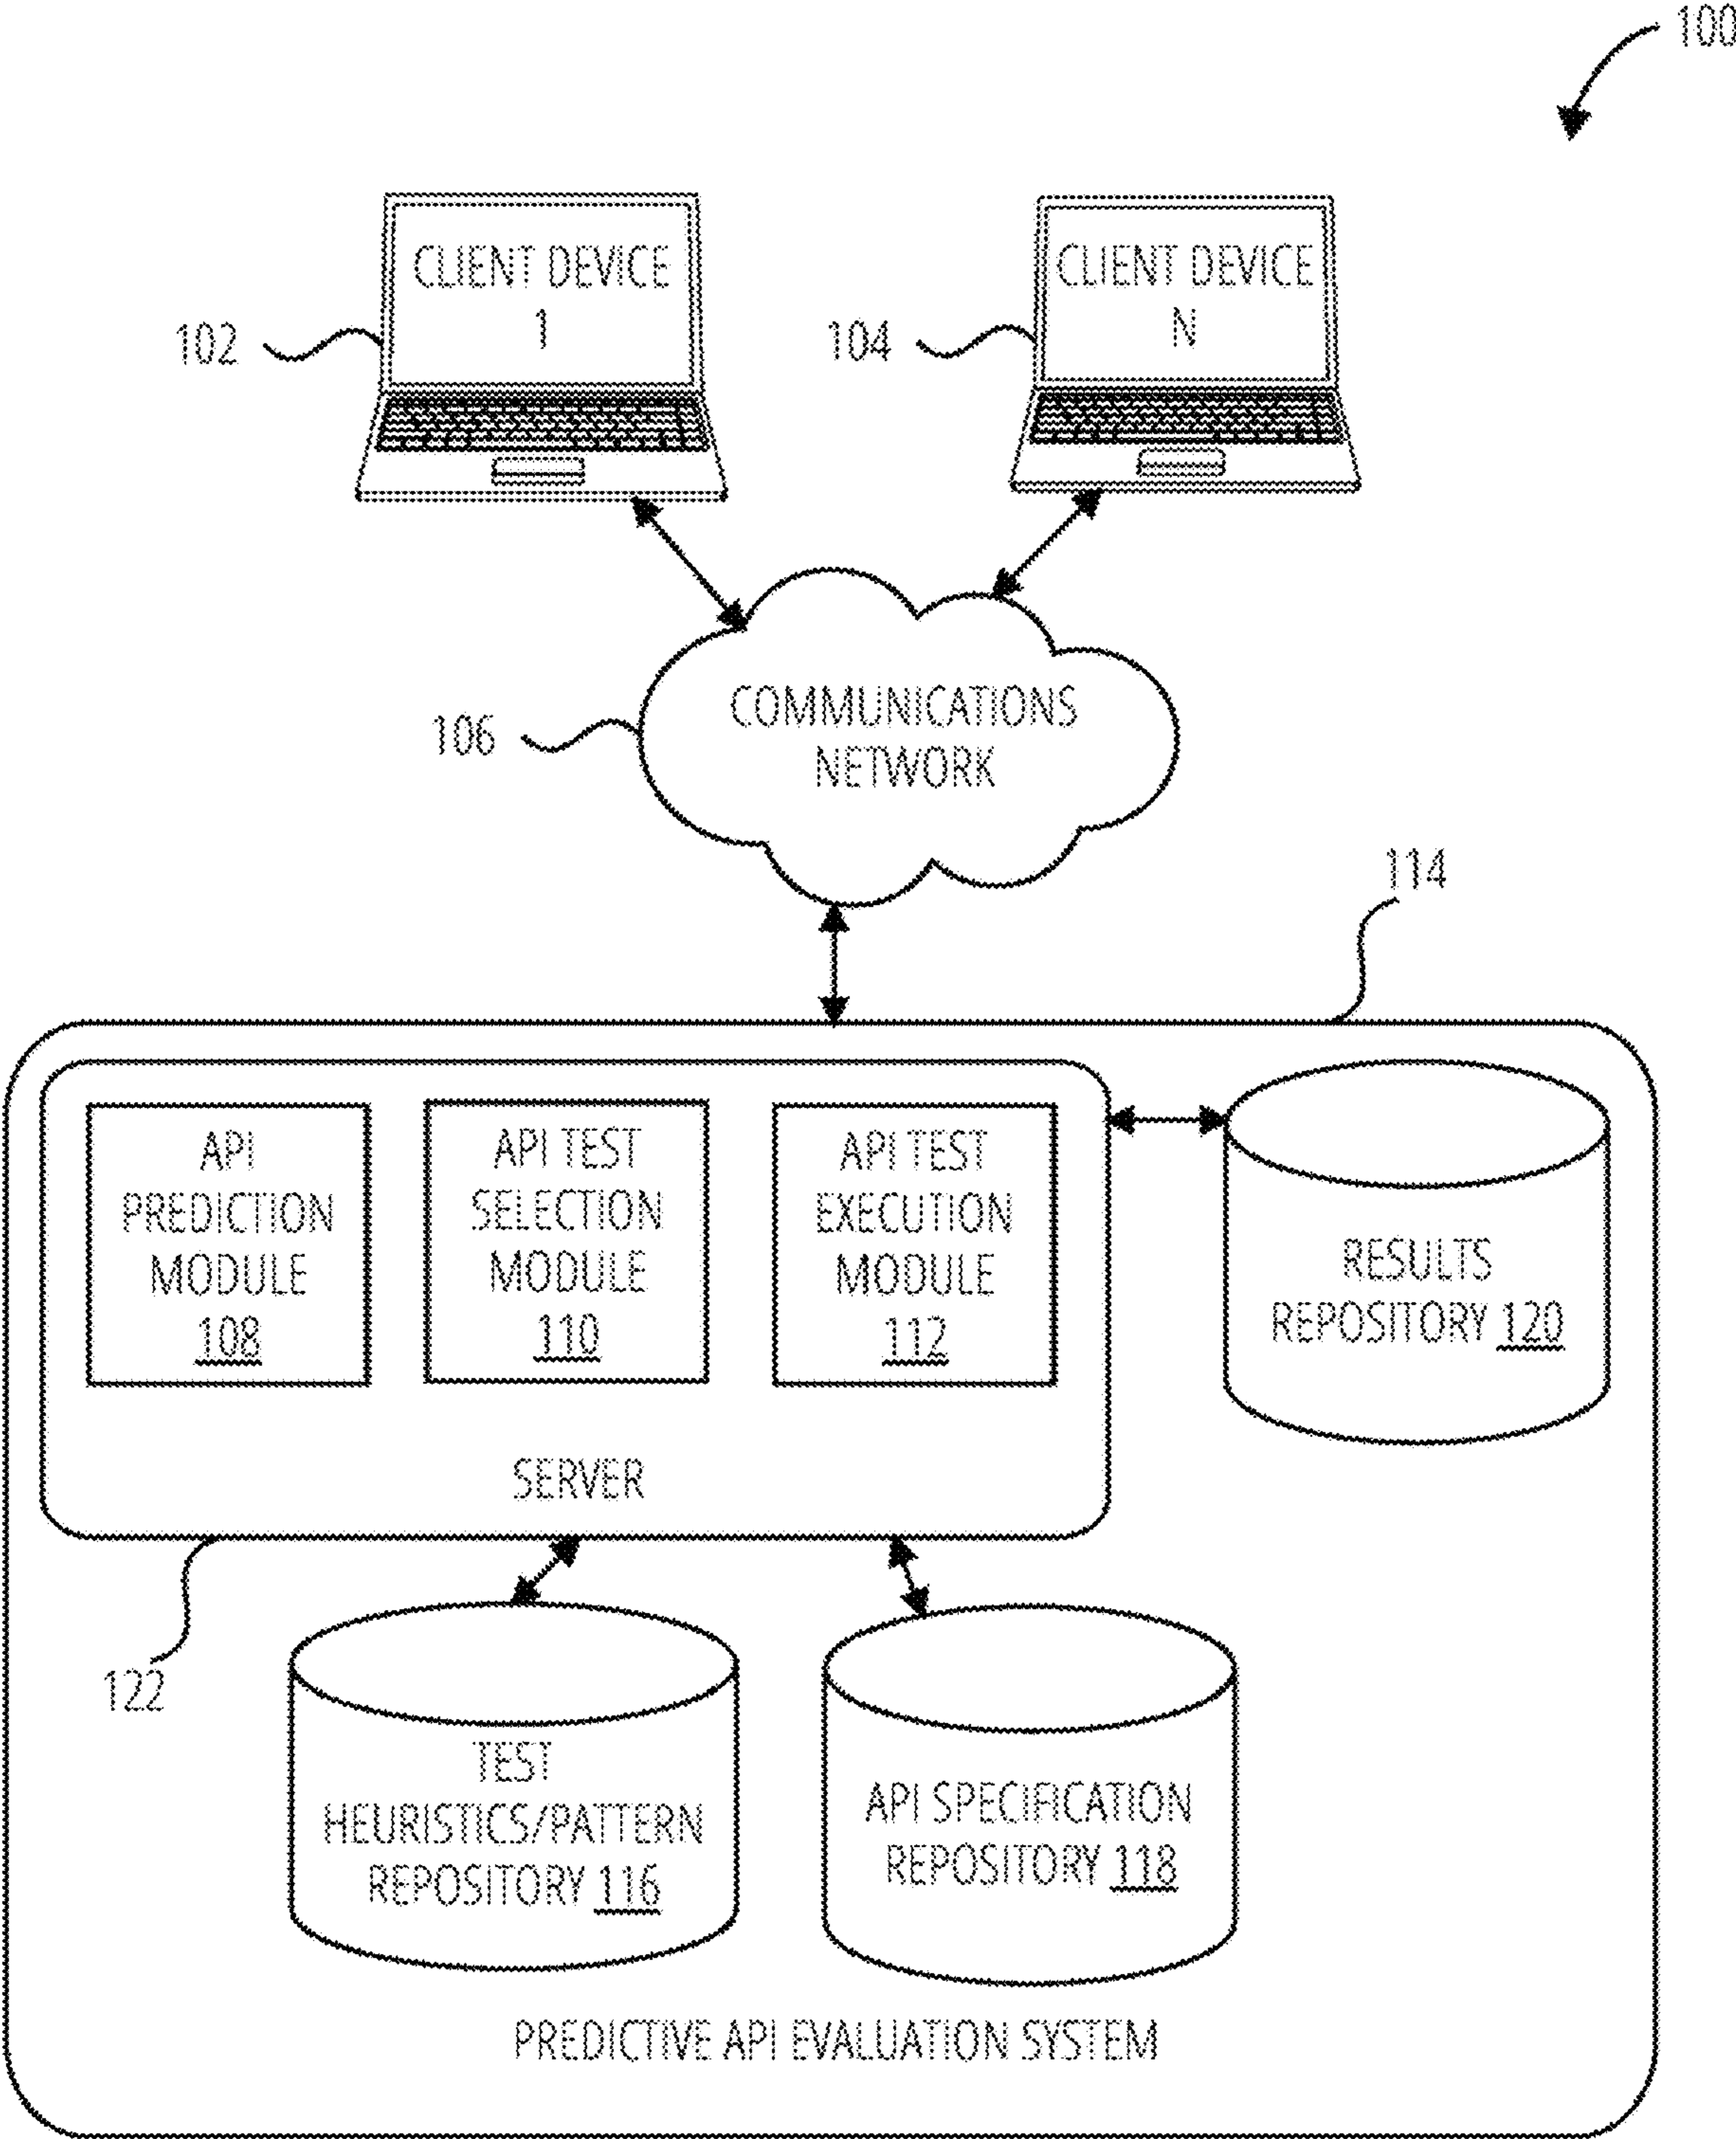 100
CLIENT DEVICE
1
102
CLIENT DEVICE
N
104
COMMUNICATIONS
NETWORK
106
114
API
PREDICTION
MODULE
108
API TEST
SELECTION
MODULE
110
API TEST
EXECUTION
MODULE
112
RESULTS
REPOSITORY 120
SERVER
122
TEST
HEURISTICS/PATTERN
REPOSITORY 116
API SPECIFICATION
REPOSITORY 118
PREDICTIVE API EVALUATION SYSTEM